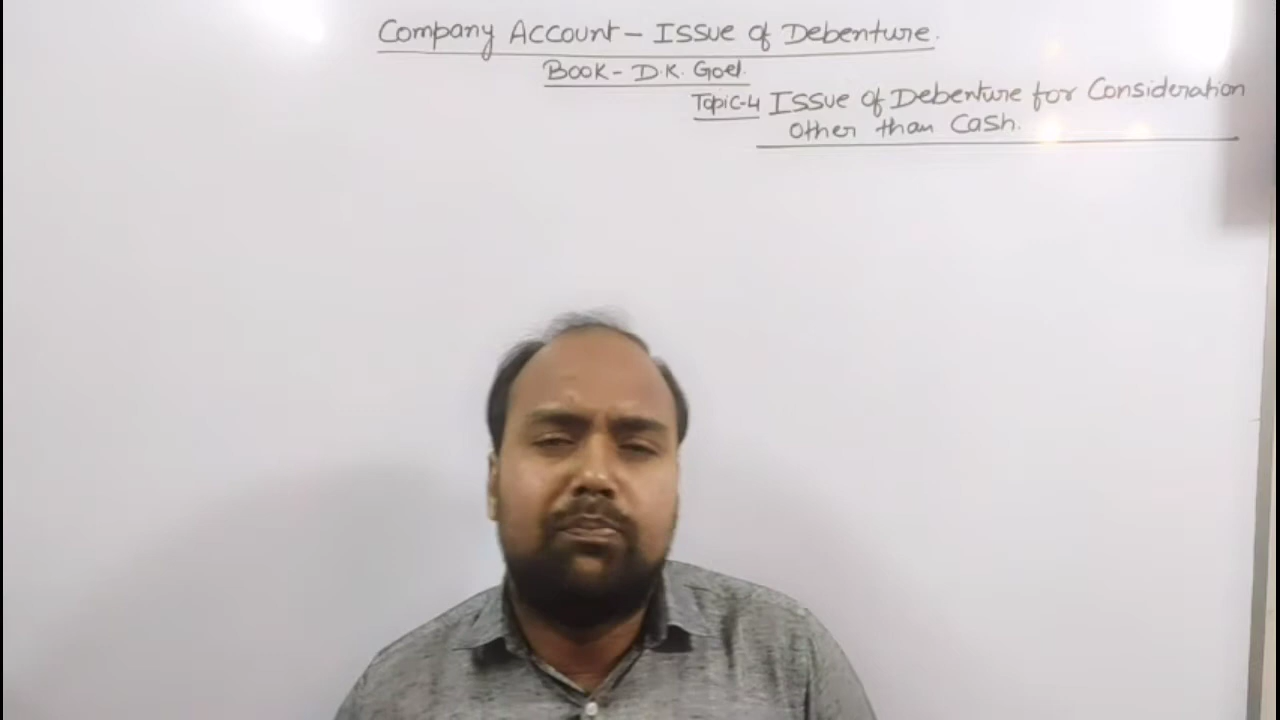 Company Account - Issue of Debenture.
Book - D.K. Goel.
Topic-4 Issue of Debenture for Consideration
other than Cash.